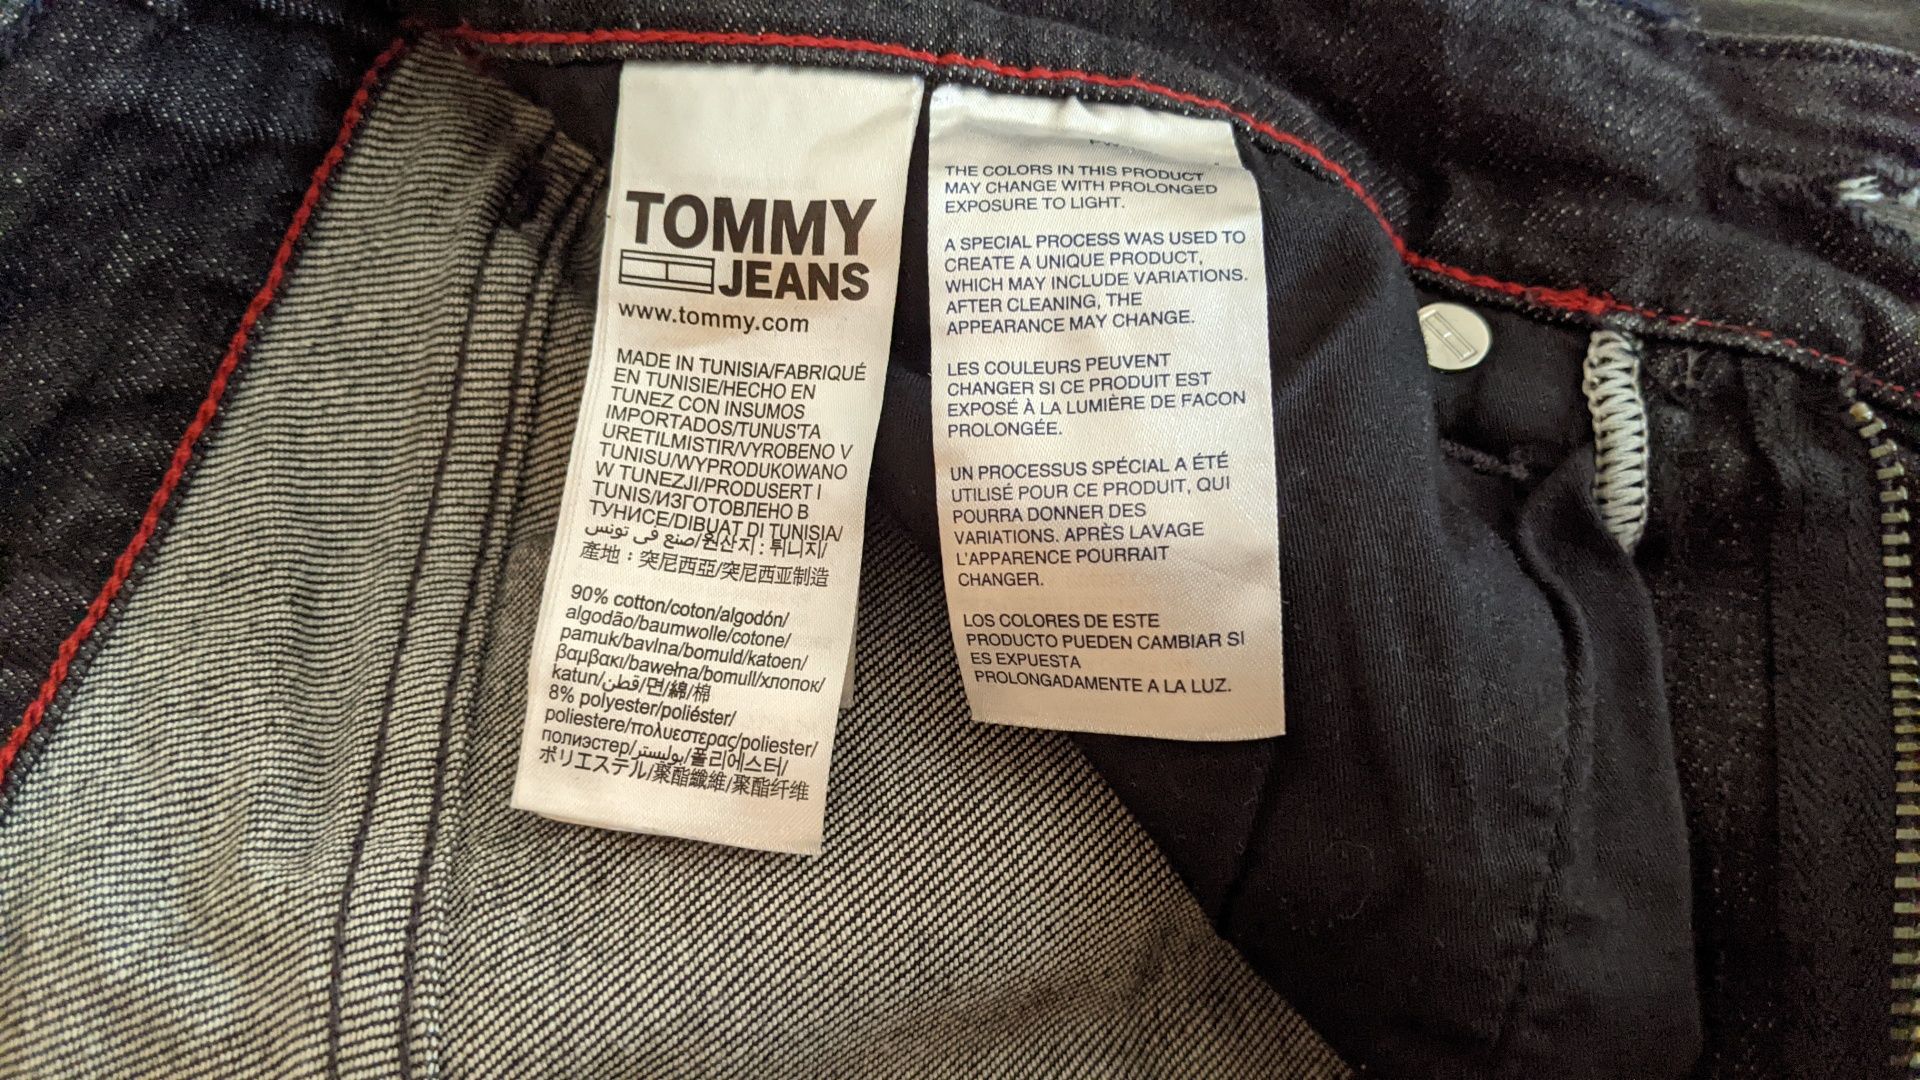 TOMMY
JEANS
www.tommy.com
MADE IN TUNISIA/FABRIQUÉ
EN TUNISIE/HECHO EN
TUNEZ CON INSUMOS
IMPORTADOS/TUNUS'TA
URETILMISTIR/VYROBENO V
TUNISU/WYPRODUKOWANO
W TUNEZJI/PRODUSERT I
TUNIS/ИЗГОТОВЛЕНО В
ТУНИСЕ/DIBUAT DI TUNISIA/
صنع في تونس/원산지 : 튀니지/
產地：突尼西亞/突尼西亚制造
90% cotton/coton/algodón/
algodão/baumwolle/cotone/
pamuk/bavlna/bomuld/katoen/
βαμβακι/bawełna/bomull/хлопок/
katun/قطن/면/綿/棉
8% polyester/poliéster/
poliestere/πολυεστερας/poliester/
полиэстер/بوليستر/폴리에스터/
ポリエステル/聚酯纖維/聚酯纤维
THE COLORS IN THIS PRODUCT
MAY CHANGE WITH PROLONGED
EXPOSURE TO LIGHT.
A SPECIAL PROCESS WAS USED TO
CREATE A UNIQUE PRODUCT,
WHICH MAY INCLUDE VARIATIONS.
AFTER CLEANING, THE
APPEARANCE MAY CHANGE.
LES COULEURS PEUVENT
CHANGER SI CE PRODUIT EST
EXPOSÉ À LA LUMIÈRE DE FACON
PROLONGÉE.
UN PROCESSUS SPÉCIAL A ÉTÉ
UTILISÉ POUR CE PRODUIT, QUI
POURRA DONNER DES
VARIATIONS. APRÈS LAVAGE
L'APPARENCE POURRAIT
CHANGER.
LOS COLORES DE ESTE
PRODUCTO PUEDEN CAMBIAR SI
ES EXPUESTA
PROLONGADAMENTE A LA LUZ.